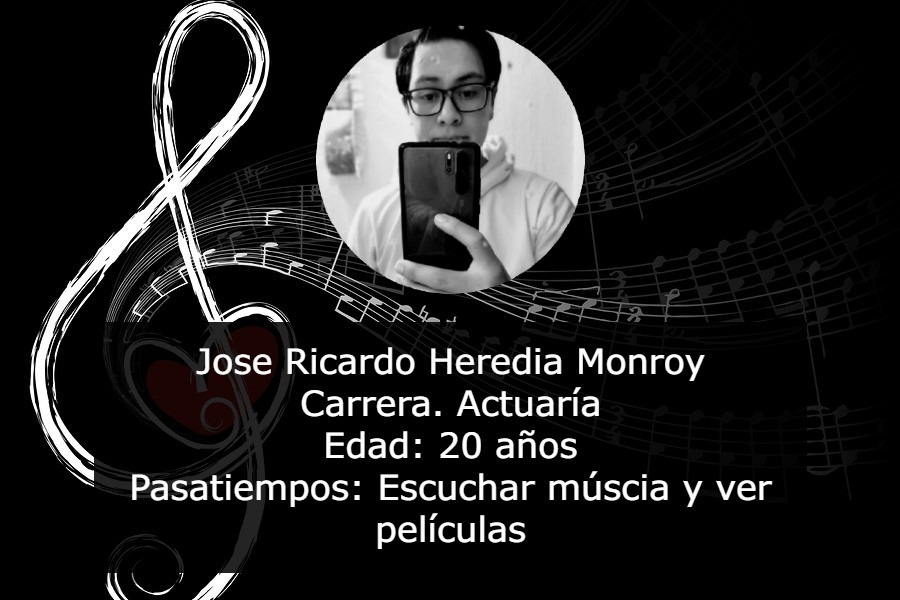 Jose Ricardo Heredia Monroy
Carrera. Actuaría
Edad: 20 años
Pasatiempos: Escuchar múscia y ver
películas